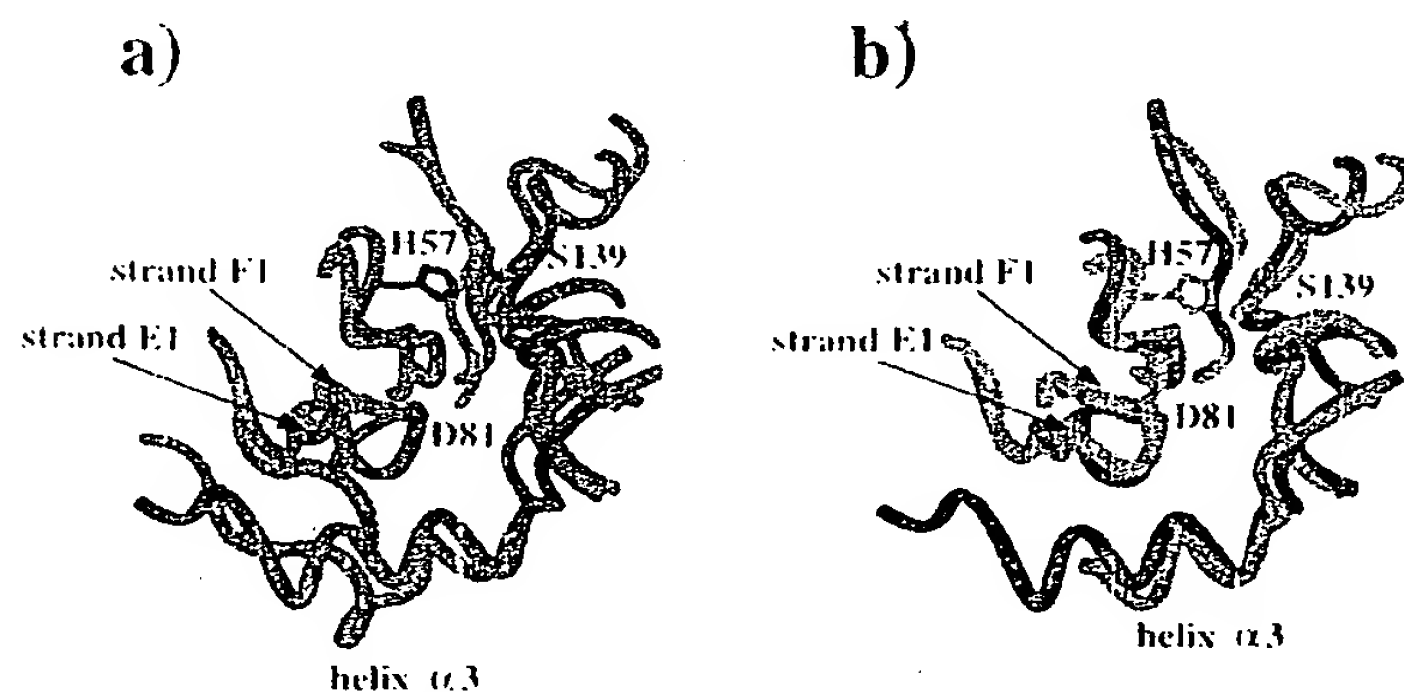 a)
b)
H57
S139
strand F1
strand E1
D81
helix α3
H57
S139
strand F1
strand E1
D81
helix α3